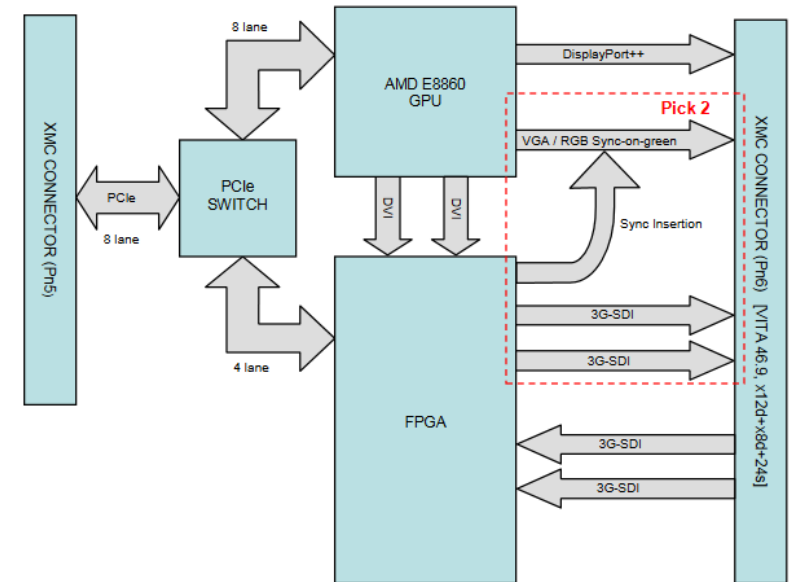 8 lane
AMD E8860
GPU
DisplayPort++
Pick 2
VGA / RGB Sync-on-green
XMC CONNECTOR (Pn5)
PCIe
8 lane
PCIe
SWITCH
DVI
DVI
Sync Insertion
XMC CONNECTOR (Pn6) [VITA 46.9, x12d+x8d+24s]
3G-SDI
4 lane
3G-SDI
FPGA
3G-SDI
3G-SDI